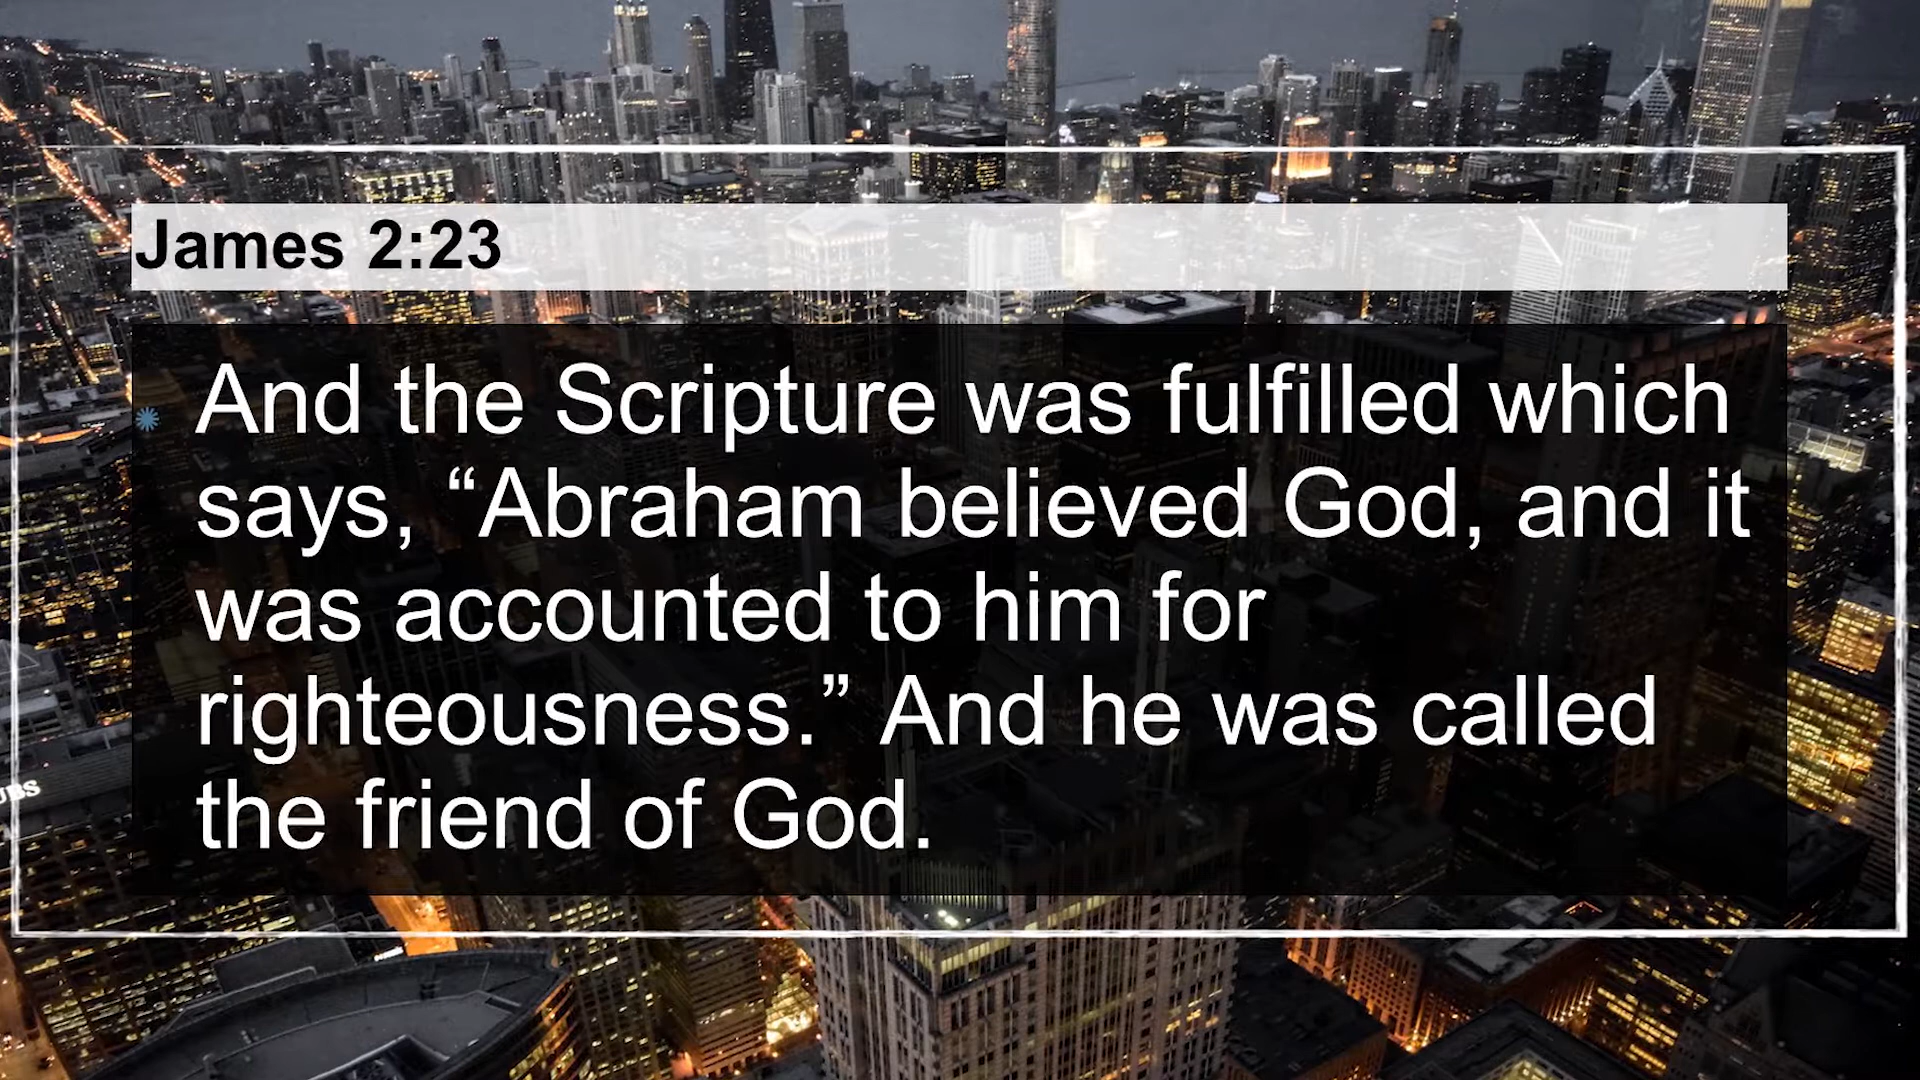 James 2:23
And the Scripture was fulfilled which
says, “Abraham believed God, and it
was accounted to him for
righteousness.” And he was called
the friend of God.
UBS